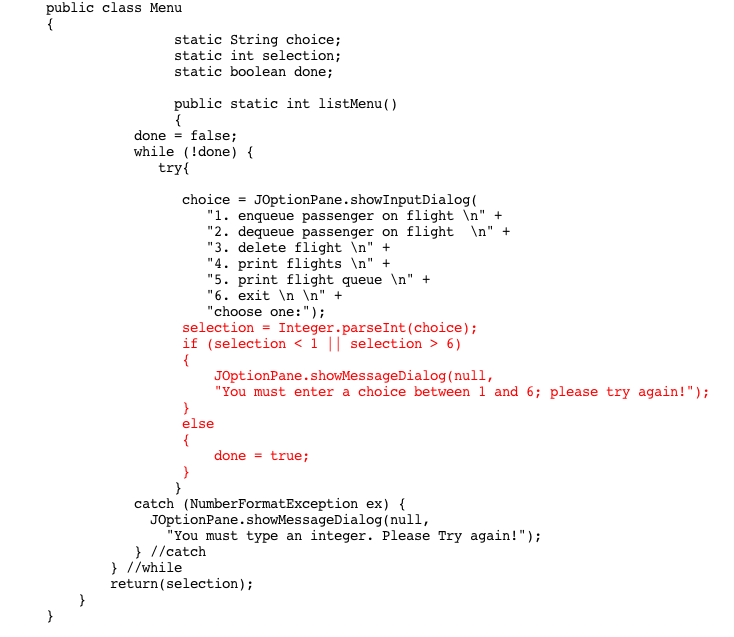 public class Menu
{
static String choice;
static int selection;
static boolean done;
public static int listMenu()
{
done = false;
while (!done) {
try{
choice = JOptionPane.showInputDialog(
"1. enqueue passenger on flight \n" +
"2. dequeue passenger on flight  \n" +
"3. delete flight \n" +
"4. print flights \n" +
"5. print flight queue \n" +
"6. exit \n \n" +
"choose one:");
selection = Integer.parseInt(choice);
if (selection < 1 || selection > 6)
{
JOptionPane.showMessageDialog(null,
"You must enter a choice between 1 and 6; please try again!");
}
else
{
done = true;
}
}
catch (NumberFormatException ex) {
JOptionPane.showMessageDialog(null,
"You must type an integer. Please Try again!");
} //catch
} //while
return(selection);
}
}